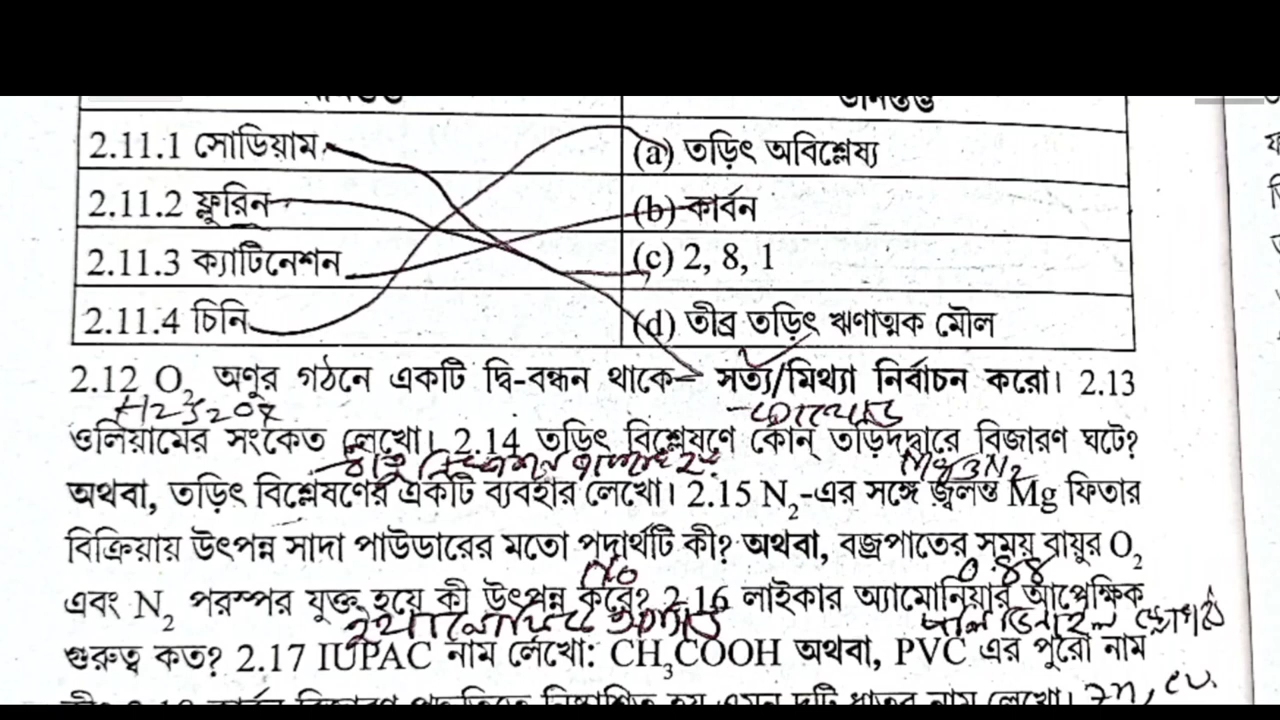 2.11.1 সোডিয়াম (a) তড়িৎ অবিশ্লেষ্য
2.11.2 ফ্লুরিন (b) কার্বন
2.11.3 ক্যাটিনেশন (c) 2, 8, 1
2.11.4 চিনি (d) তীব্র তড়িৎ ঋণাত্মক মৌল
2.12 O₂ অণুর গঠনে একটি দ্বি-বন্ধন থাকে— সত্য/মিথ্যা নির্বাচন করো। 2.13
H2S2O7
ওলিয়ামের সংকেত লেখো। 2.14 তড়িৎ বিশ্লেষণে কোন্ তড়িদ্দ্বারে বিজারণ ঘটে?
Mg3N2
অথবা, তড়িৎ বিশ্লেষণের একটি ব্যবহার লেখো। 2.15 N₂-এর সঙ্গে জ্বলন্ত Mg ফিতার
বিক্রিয়ায় উৎপন্ন সাদা পাউডারের মতো পদার্থটি কী? অথবা, বজ্রপাতের সময় বায়ুর O₂
NO 0.88
এবং N₂ পরস্পর যুক্ত হয়ে কী উৎপন্ন করে? 2.16 লাইকার অ্যামোনিয়ার আপেক্ষিক
গুরুত্ব কত? 2.17 IUPAC নাম লেখো: CH₃COOH অথবা, PVC এর পুরো নাম
Zn, Cu.